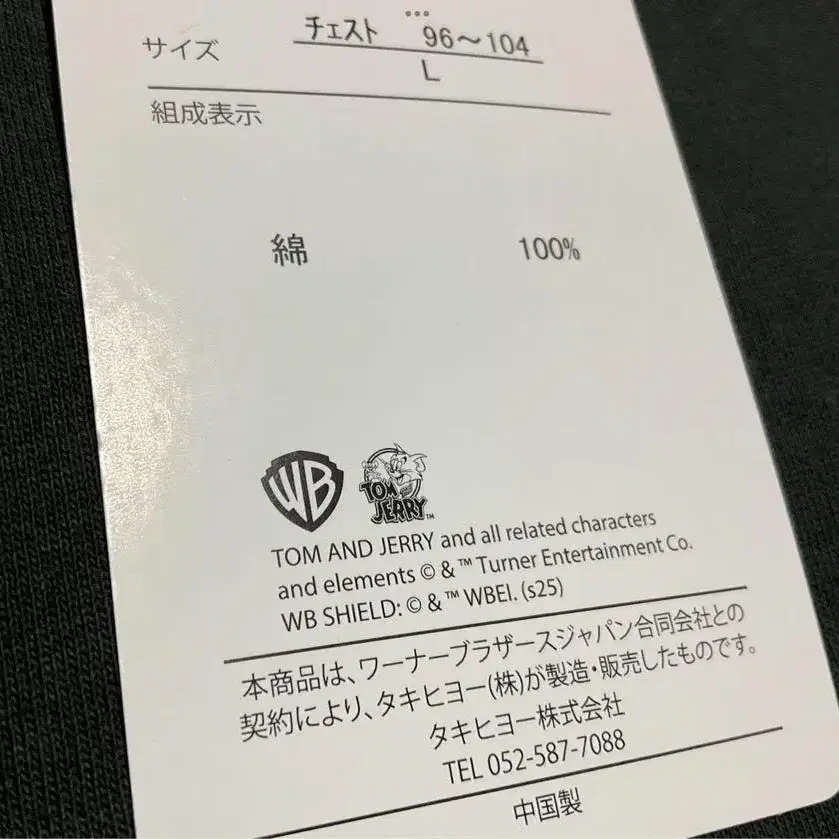 サイズ チェスト 96～104
L
組成表示
綿 100%
WB
TOM AND JERRY™
TOM AND JERRY and all related characters
and elements © & ™ Turner Entertainment Co.
WB SHIELD: © & ™ WBEI. (s25)
本商品は、ワーナーブラザースジャパン合同会社との
契約により、タキヒヨー(株)が製造・販売したものです。
タキヒヨー株式会社
TEL 052-587-7088
中国製